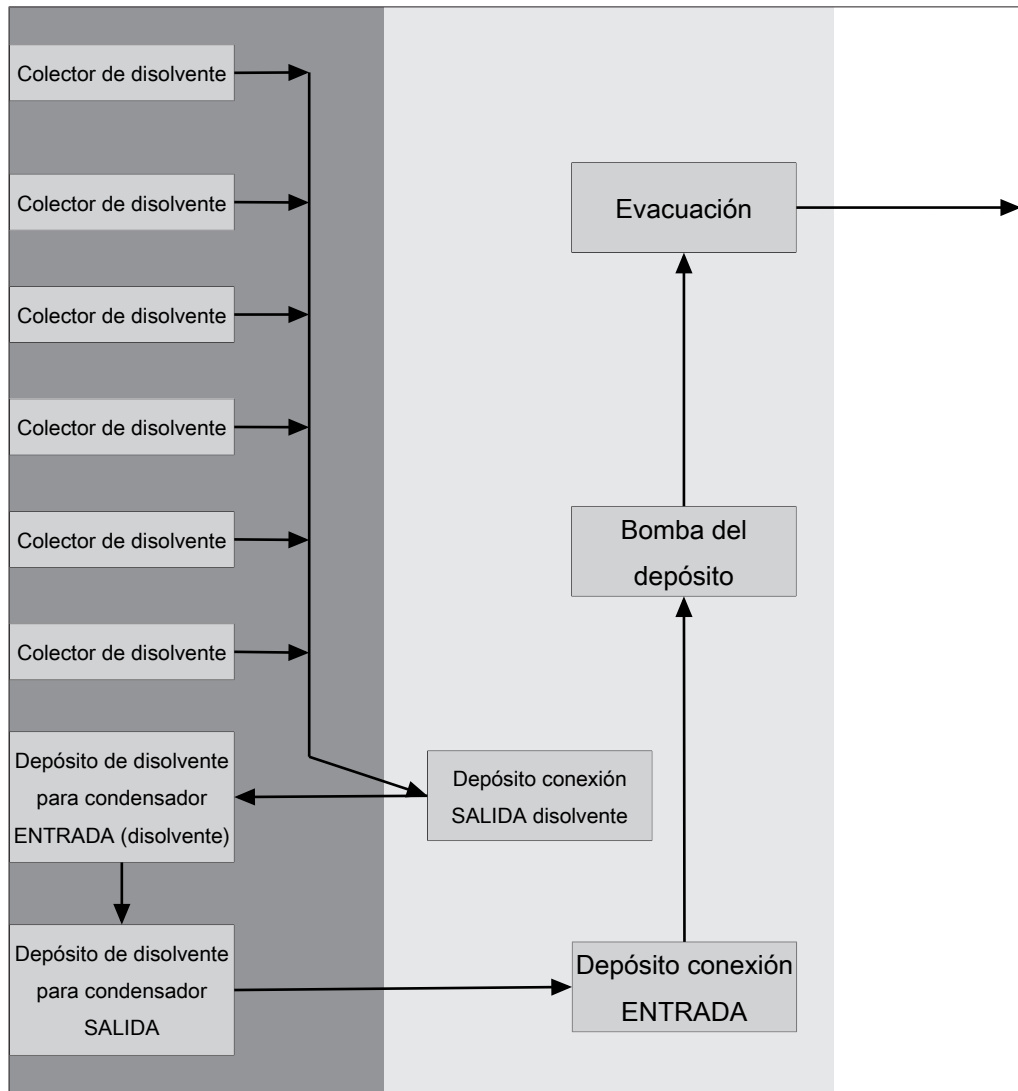 Colector de disolvente
Colector de disolvente
Colector de disolvente
Colector de disolvente
Colector de disolvente
Colector de disolvente
Depósito de disolvente
para condensador
ENTRADA (disolvente)
Depósito de disolvente
para condensador
SALIDA
Evacuación
Bomba del
depósito
Depósito conexión
SALIDA disolvente
Depósito conexión
ENTRADA